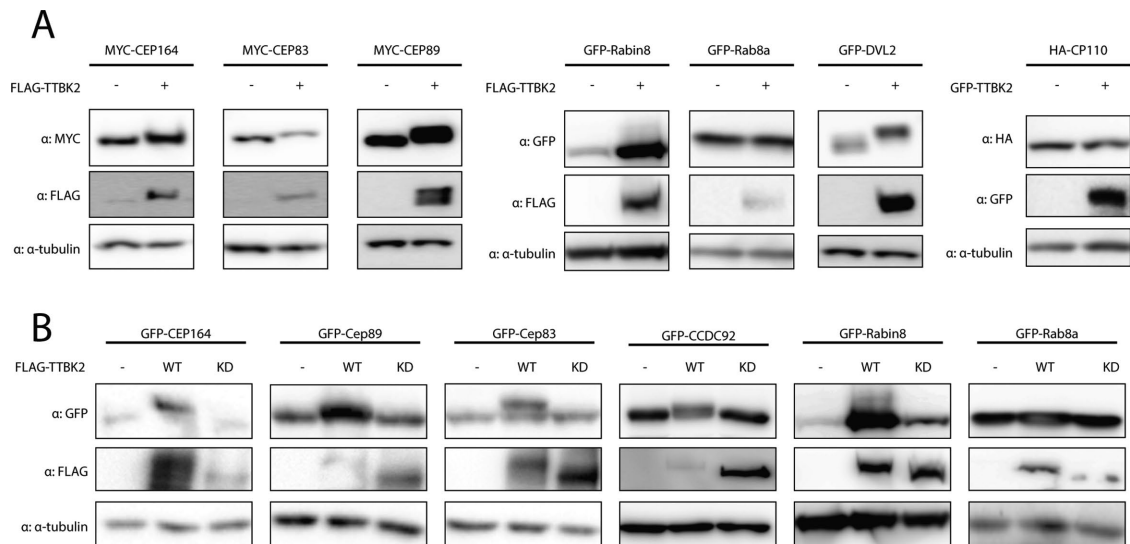 A
MYC-CEP164 MYC-CEP83 MYC-CEP89 GFP-Rabin8 GFP-Rab8a GFP-DVL2 HA-CP110
FLAG-TTBK2 - + - + - + FLAG-TTBK2 - + - + - + GFP-TTBK2 - +
α: MYC α: GFP α: HA
α: FLAG α: FLAG α: GFP
α: α-tubulin α: α-tubulin α: α-tubulin
B
GFP-CEP164 GFP-Cep89 GFP-Cep83 GFP-CCDC92 GFP-Rabin8 GFP-Rab8a
FLAG-TTBK2 - WT KD - WT KD - WT KD - WT KD - WT KD - WT KD
α: GFP
α: FLAG
α: α-tubulin